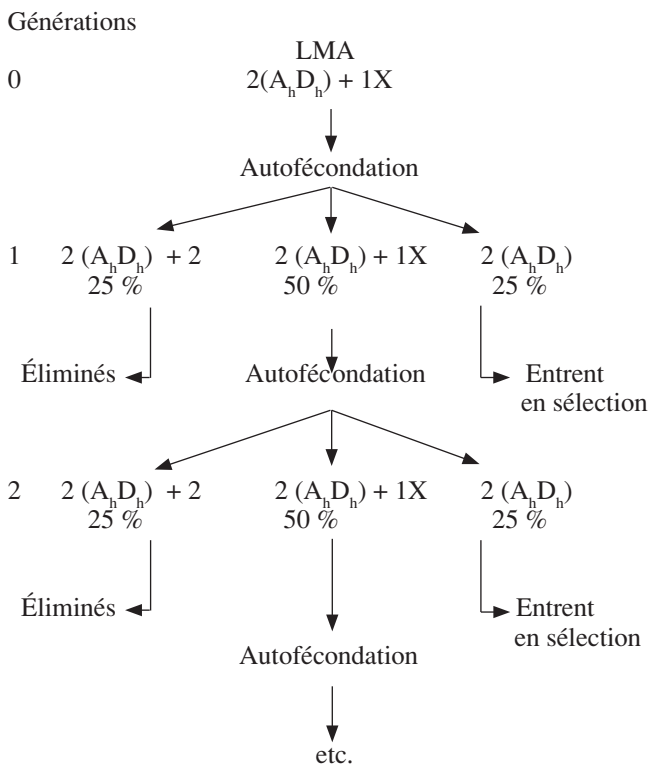 Générations
LMA
0 2(AₕDₕ) + 1X
Autofécondation
1 2 (AₕDₕ) + 2 2 (AₕDₕ) + 1X 2 (AₕDₕ)
25 % 50 % 25 %
Éliminés Autofécondation Entrent
en sélection
2 2 (AₕDₕ) + 2 2 (AₕDₕ) + 1X 2 (AₕDₕ)
25 % 50 % 25 %
Éliminés Entrent
en sélection
Autofécondation
etc.